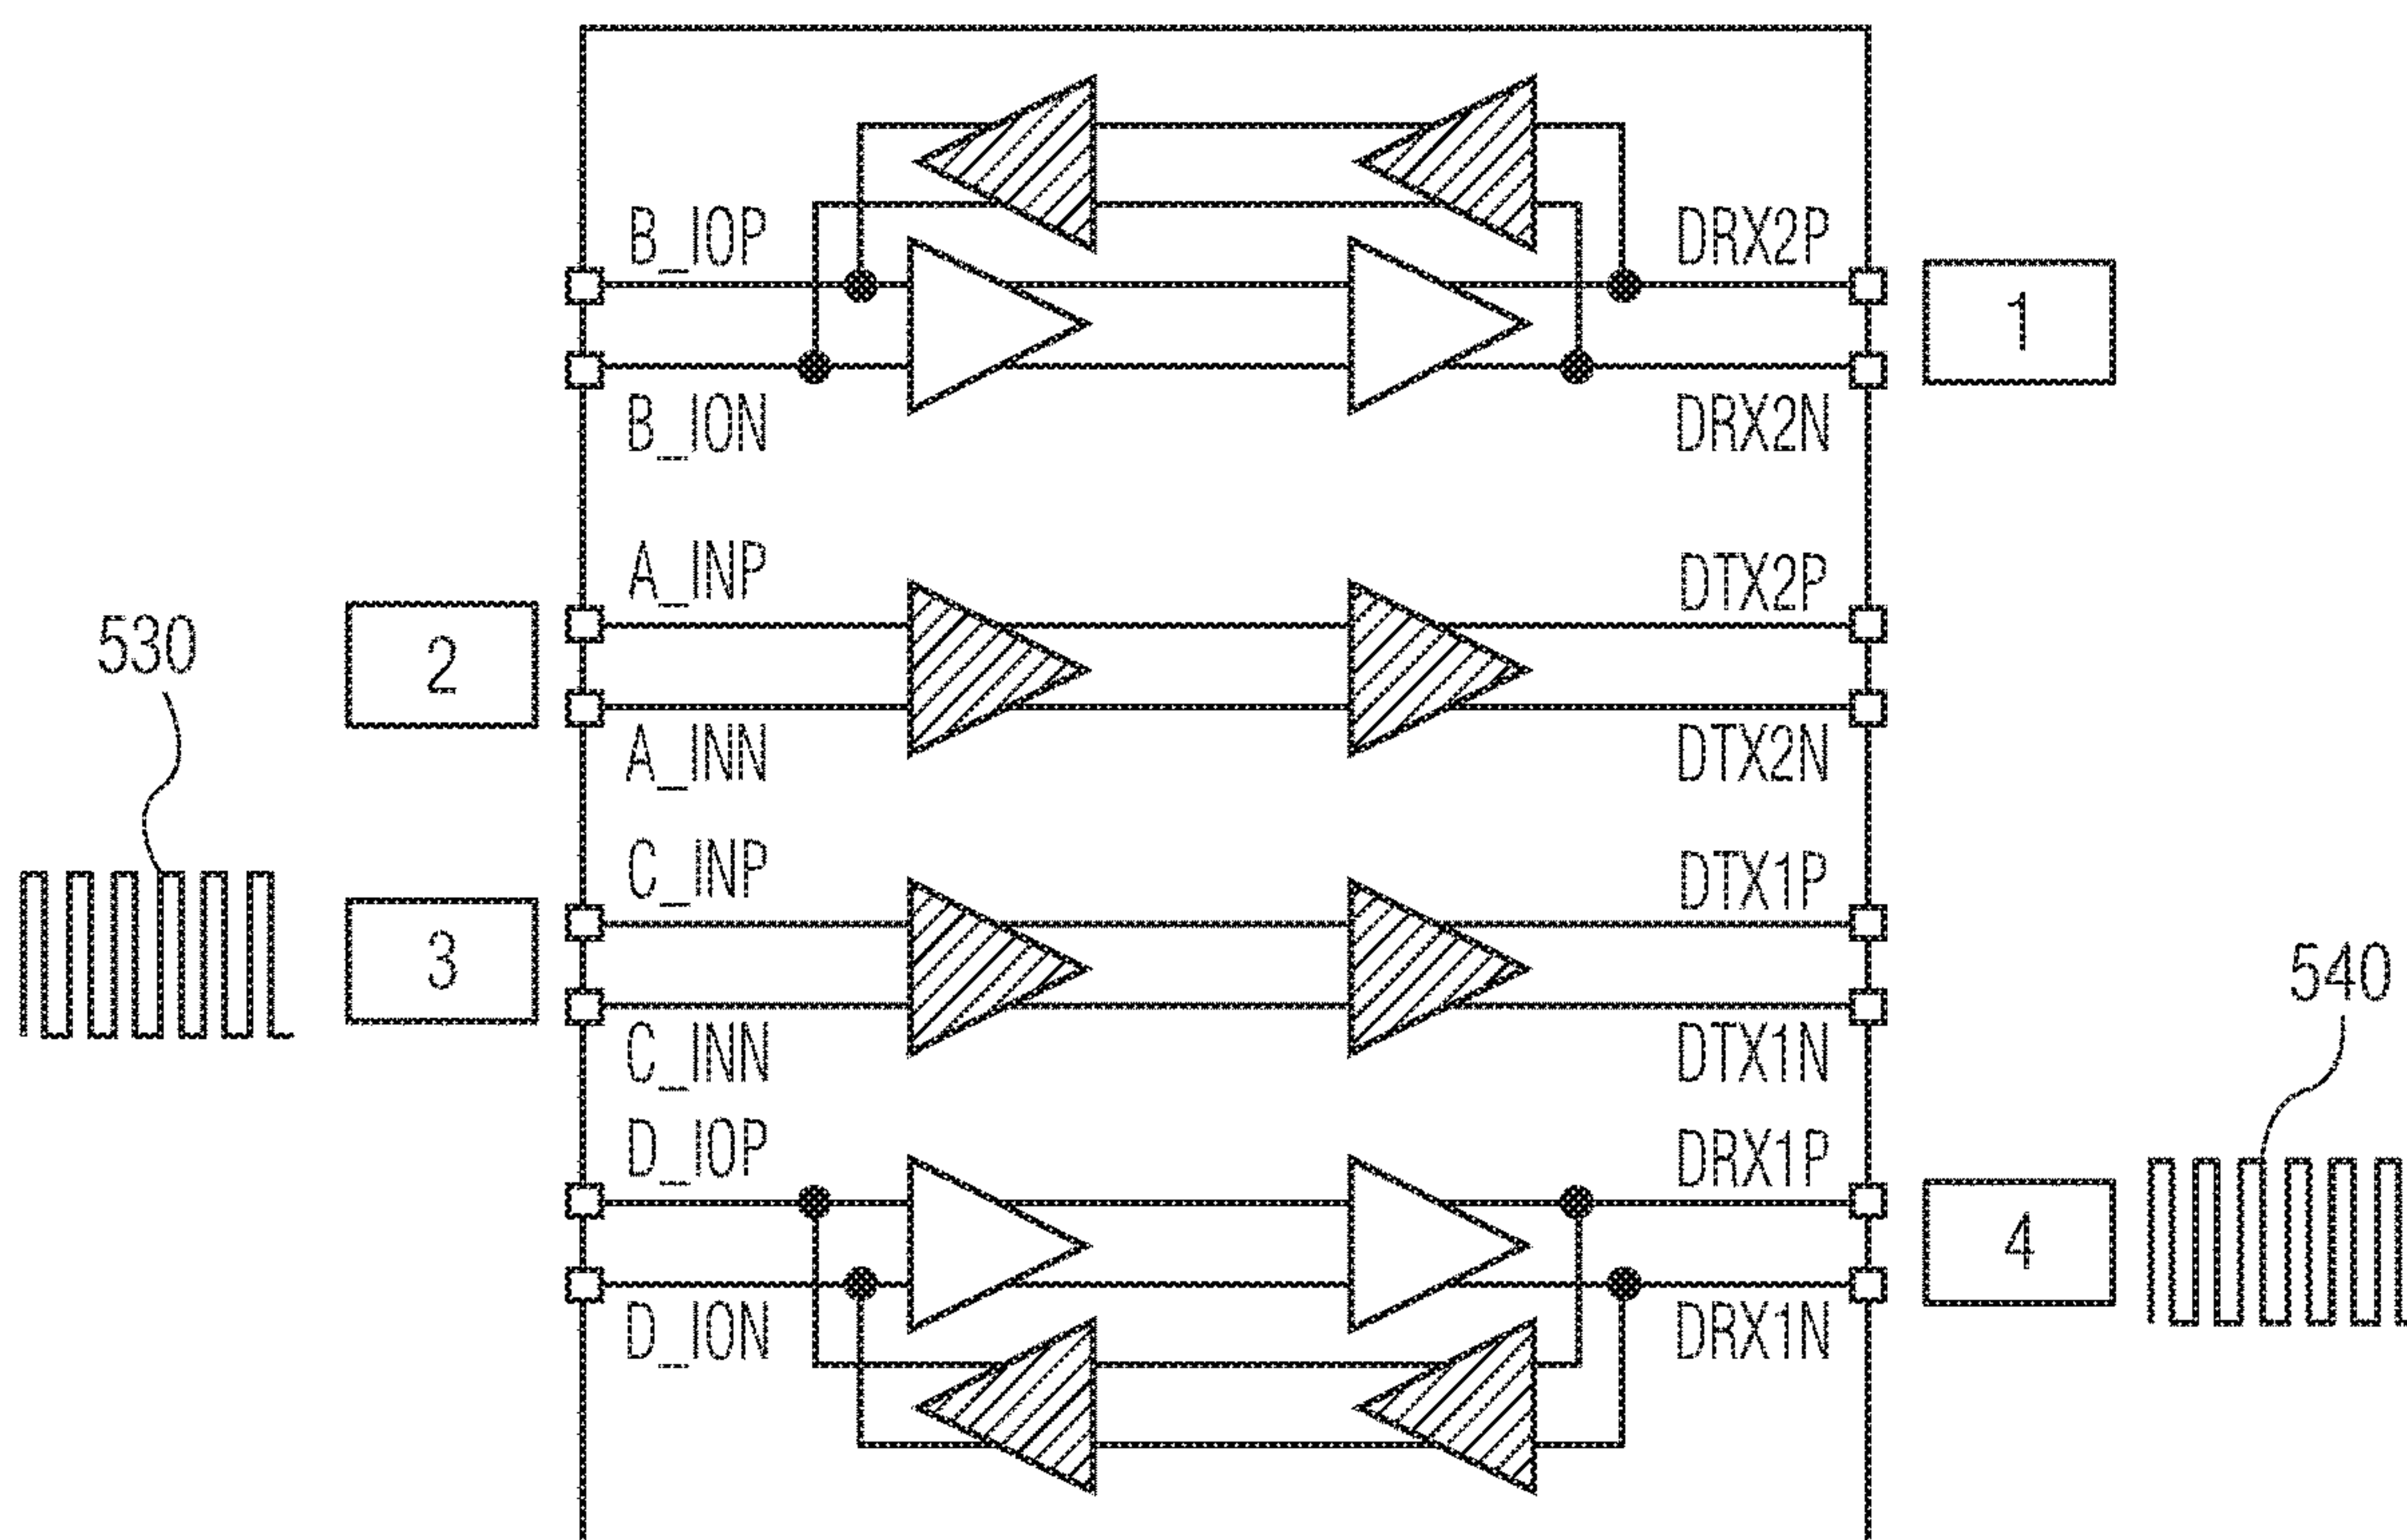 B_IOP DRX2P
1
B_ION DRX2N
A_INP DTX2P
530 2
A_INN DTX2N
C_INP DTX1P
3 540
C_INN DTX1N
D_IOP DRX1P
4
D_ION DRX1N